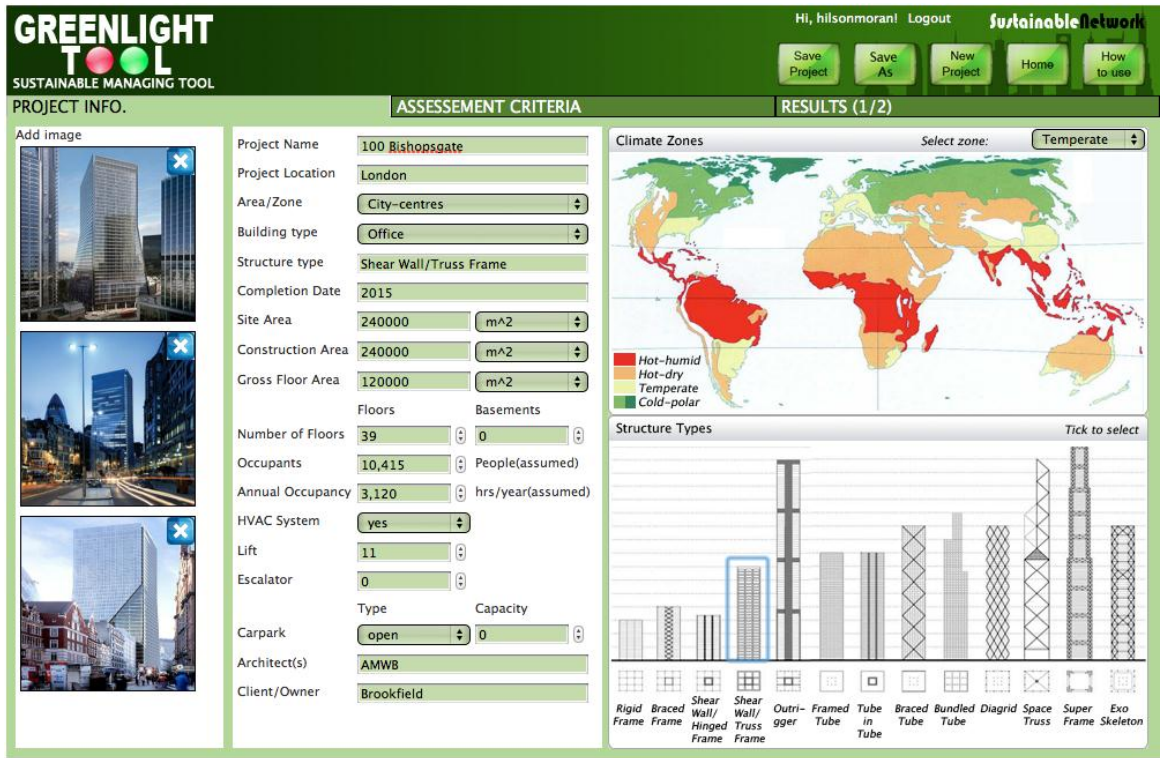 GREENLIGHT
TOOL
SUSTAINABLE MANAGING TOOL
Hi, hilsonmoran! Logout
SustainableNetwork
Save Project
Save As
New Project
Home
How to use
PROJECT INFO.
ASSESSEMENT CRITERIA
RESULTS (1/2)
Add image
Project Name 100 Bishopsgate
Project Location London
Area/Zone City-centres
Building type Office
Structure type Shear Wall/Truss Frame
Completion Date 2015
Site Area 240000 m^2
Construction Area 240000 m^2
Gross Floor Area 120000 m^2
Floors Basements
Number of Floors 39 0
Occupants 10,415 People(assumed)
Annual Occupancy 3,120 hrs/year(assumed)
HVAC System yes
Lift 11
Escalator 0
Type Capacity
Carpark open 0
Architect(s) AMWB
Client/Owner Brookfield
Climate Zones Select zone: Temperate
Hot-humid
Hot-dry
Temperate
Cold-polar
Structure Types Tick to select
Rigid Frame
Braced Frame
Shear Wall/ Hinged Frame
Shear Wall/ Truss Frame
Outri-gger
Framed Tube
Tube in Tube
Braced Tube
Bundled Tube
Diagrid
Space Truss
Super Frame
Exo Skeleton